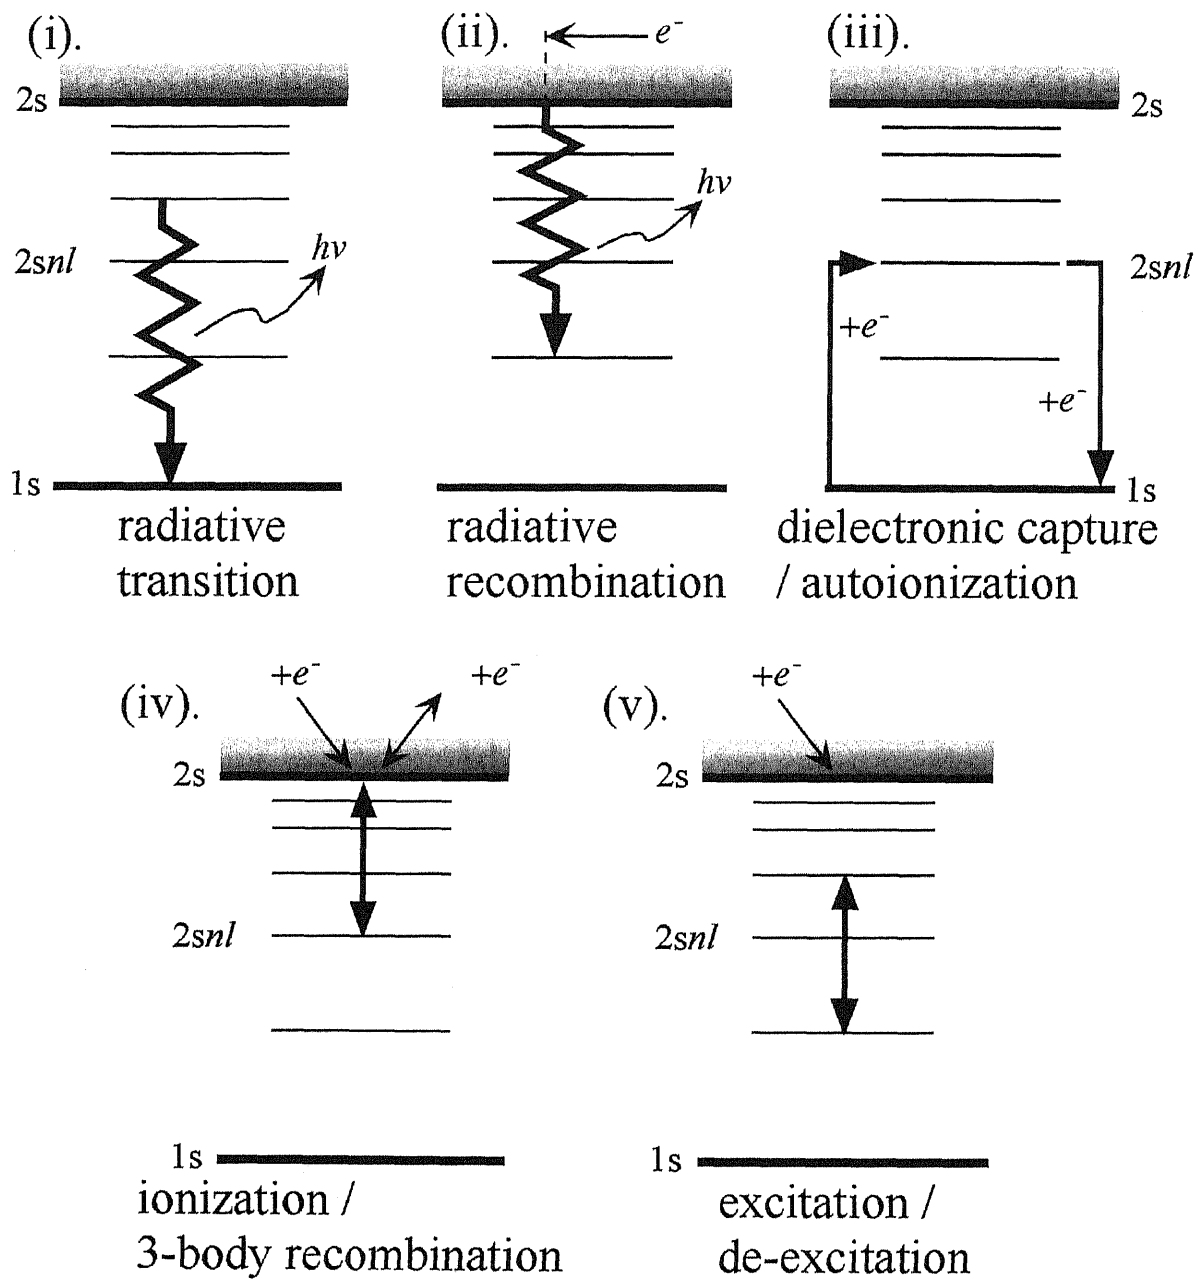 (i).
(ii).
e⁻
(iii).
2s
2s
hν
hν
2snl
2snl
+e⁻
+e⁻
1s
1s
radiative
transition
radiative
recombination
dielectronic capture
/ autoionization
(iv).
+e⁻
+e⁻
(v).
+e⁻
2s
2s
2snl
2snl
1s
1s
ionization /
3-body recombination
excitation /
de-excitation